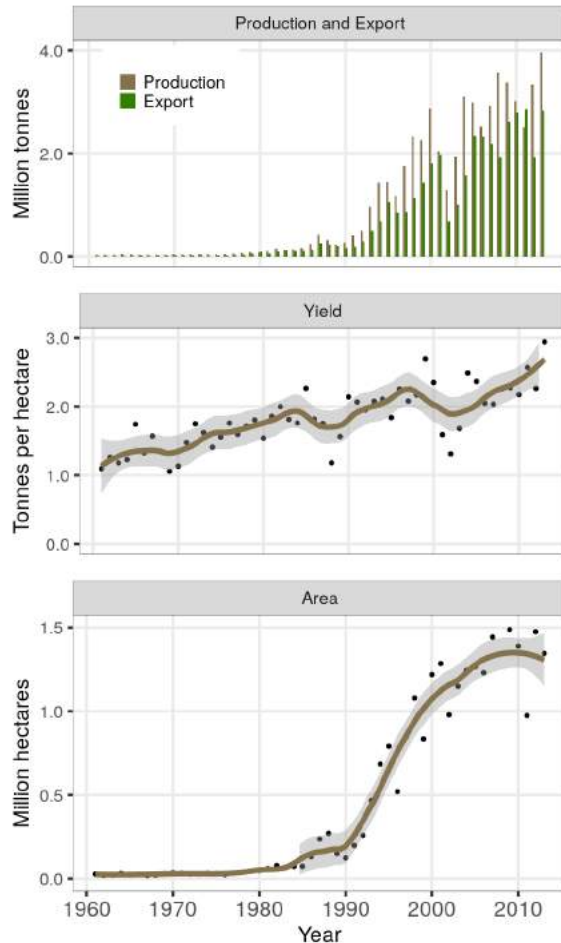 Production and Export
Million tonnes
4.0
2.0
0.0
Production
Export
Yield
Tonnes per hectare
3.0
2.0
1.0
0.0
Area
Million hectares
1.5
1.0
0.5
0.0
1960 1970 1980 1990 2000 2010
Year